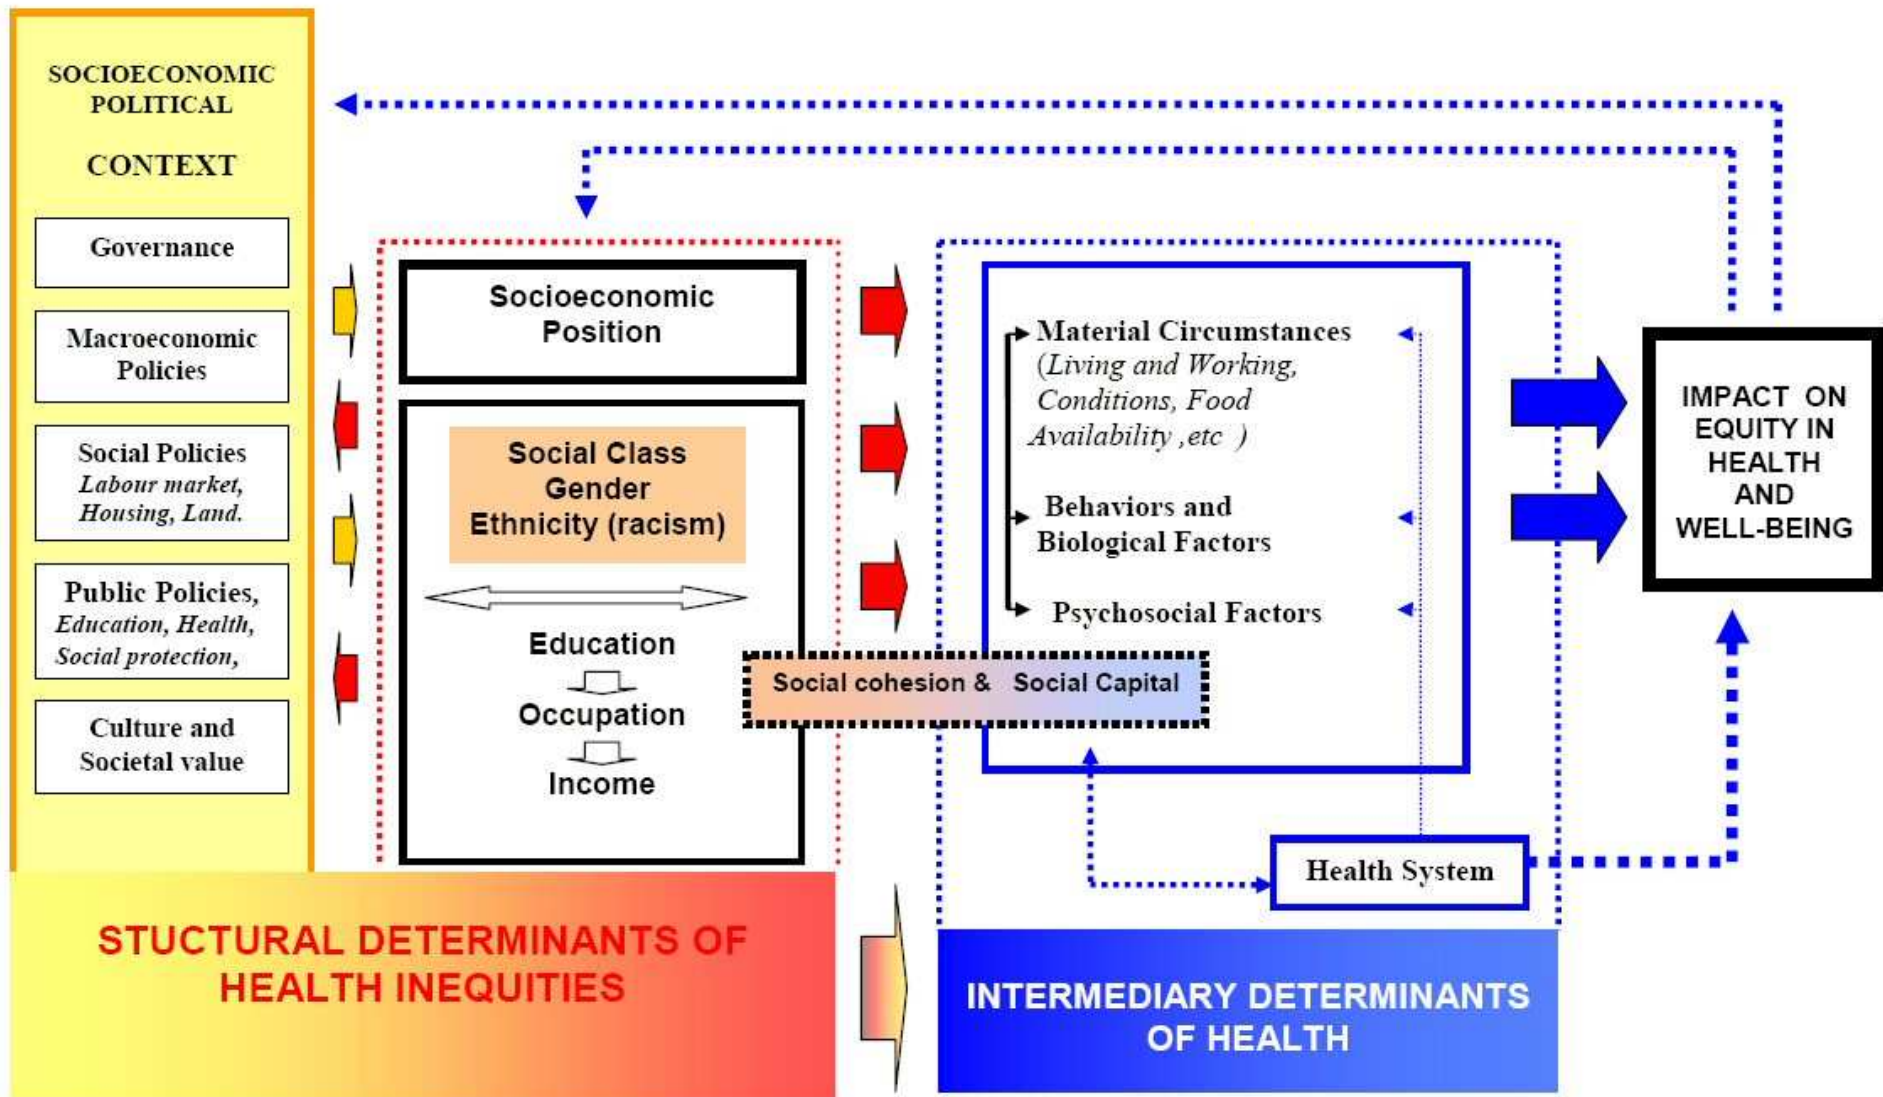 SOCIOECONOMIC
POLITICAL
CONTEXT
Governance
Macroeconomic
Policies
Social Policies
Labour market,
Housing, Land.
Public Policies,
Education, Health,
Social protection,
Culture and
Societal value
Socioeconomic
Position
Social Class
Gender
Ethnicity (racism)
Education
Occupation
Income
Social cohesion & Social Capital
Material Circumstances
(Living and Working,
Conditions, Food
Availability ,etc )
Behaviors and
Biological Factors
Psychosocial Factors
Health System
IMPACT ON
EQUITY IN
HEALTH
AND
WELL-BEING
STUCTURAL DETERMINANTS OF
HEALTH INEQUITIES
INTERMEDIARY DETERMINANTS
OF HEALTH